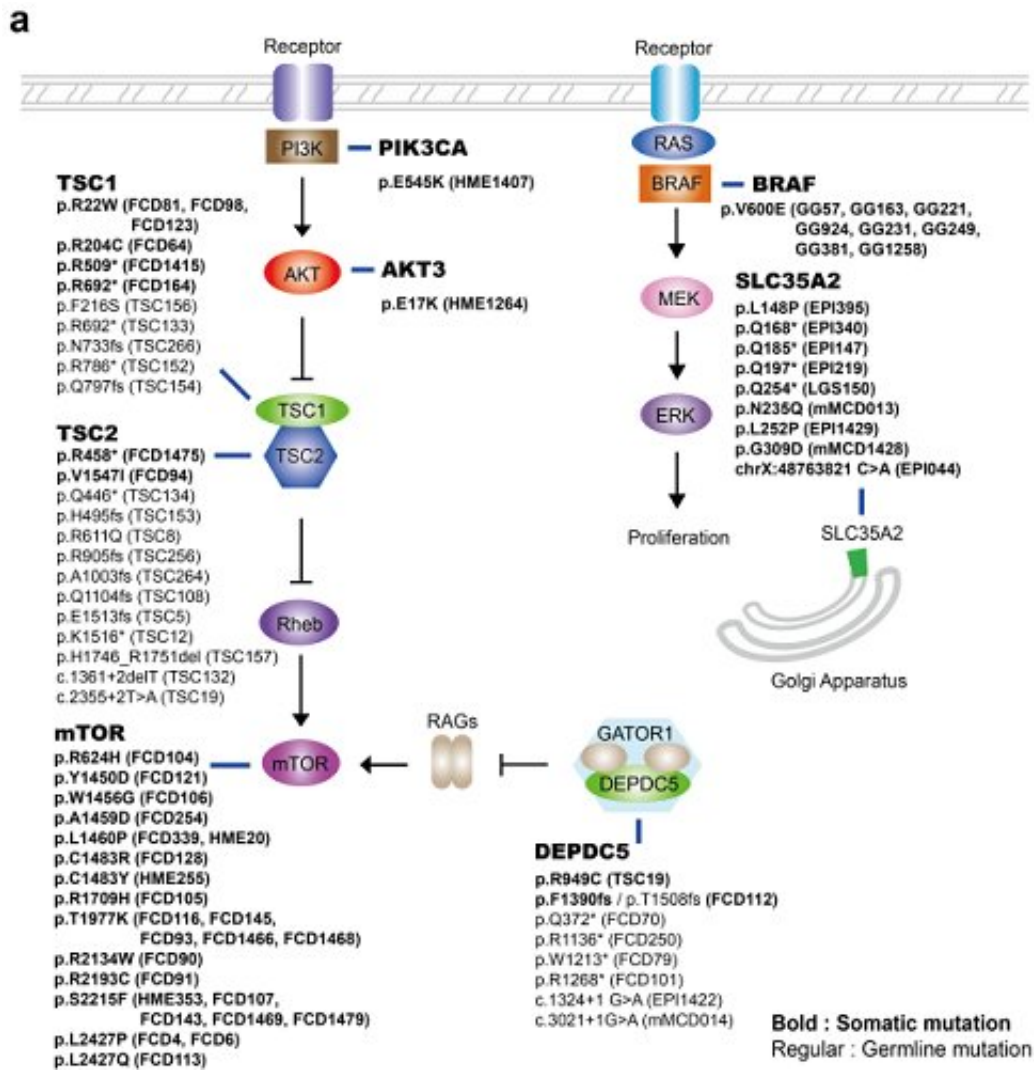 a
Receptor
Receptor
PI3K
PIK3CA
p.E545K (HME1407)
RAS
BRAF
BRAF
p.V600E (GG57, GG163, GG221,
GG924, GG231, GG249,
GG381, GG1258)
TSC1
p.R22W (FCD81, FCD98,
FCD123)
p.R204C (FCD64)
p.R509* (FCD1415)
p.R692* (FCD164)
p.F216S (TSC156)
p.R692* (TSC133)
p.N733fs (TSC266)
p.R786* (TSC152)
p.Q797fs (TSC154)
AKT
AKT3
p.E17K (HME1264)
MEK
SLC35A2
p.L148P (EPI395)
p.Q168* (EPI340)
p.Q185* (EPI147)
p.Q197* (EPI219)
p.Q254* (LGS150)
p.N235Q (mMCD013)
p.L252P (EPI1429)
p.G309D (mMCD1428)
chrX:48763821 C>A (EPI044)
TSC1
TSC2
ERK
TSC2
p.R458* (FCD1475)
p.V1547I (FCD94)
p.Q446* (TSC134)
p.H495fs (TSC153)
p.R611Q (TSC8)
p.R905fs (TSC256)
p.A1003fs (TSC264)
p.Q1104fs (TSC108)
p.E1513fs (TSC5)
p.K1516* (TSC12)
p.H1746_R1751del (TSC157)
c.1361+2delT (TSC132)
c.2355+2T>A (TSC19)
Proliferation
SLC35A2
Golgi Apparatus
Rheb
mTOR
p.R624H (FCD104)
p.Y1450D (FCD121)
p.W1456G (FCD106)
p.A1459D (FCD254)
p.L1460P (FCD339, HME20)
p.C1483R (FCD128)
p.C1483Y (HME255)
p.R1709H (FCD105)
p.T1977K (FCD116, FCD145,
FCD93, FCD1466, FCD1468)
p.R2134W (FCD90)
p.R2193C (FCD91)
p.S2215F (HME353, FCD107,
FCD143, FCD1469, FCD1479)
p.L2427P (FCD4, FCD6)
p.L2427Q (FCD113)
mTOR
RAGs
GATOR1
DEPDC5
DEPDC5
p.R949C (TSC19)
p.F1390fs / p.T1508fs (FCD112)
p.Q372* (FCD70)
p.R1136* (FCD250)
p.W1213* (FCD79)
p.R1268* (FCD101)
c.1324+1 G>A (EPI1422)
c.3021+1G>A (mMCD014)
Bold : Somatic mutation
Regular : Germline mutation